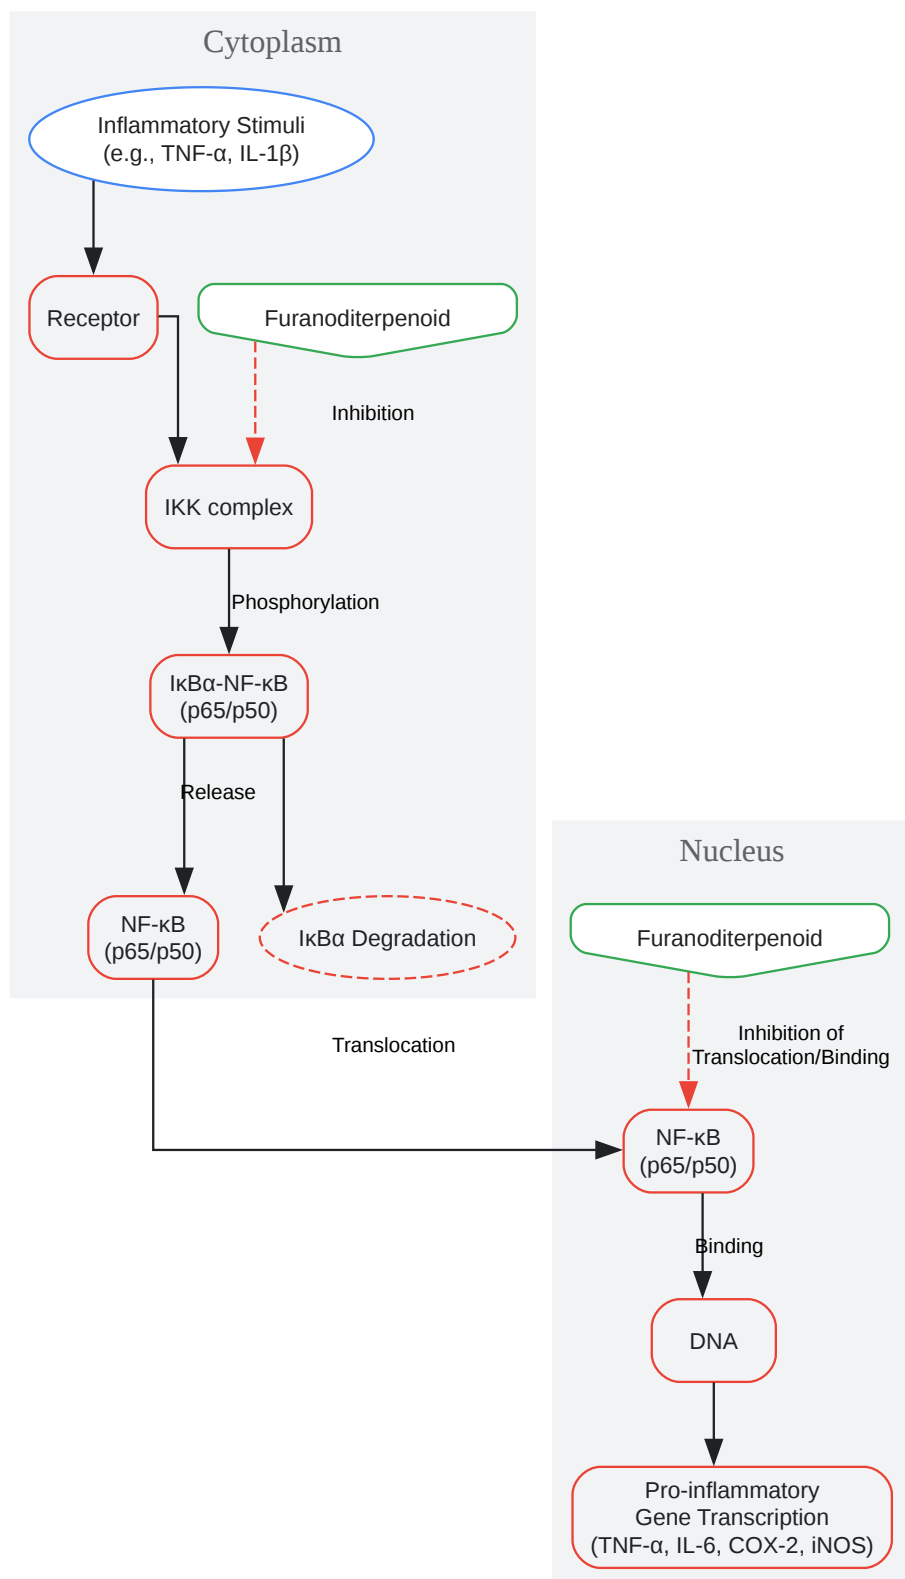 Cytoplasm
Inflammatory Stimuli
(e.g., TNF-α, IL-1β)
Receptor
Furanoditerpenoid
Inhibition
IKK complex
Phosphorylation
IκBα-NF-κB
(p65/p50)
Release
NF-κB
(p65/p50)
IκBα Degradation
Translocation
Nucleus
Furanoditerpenoid
Inhibition of
Translocation/Binding
NF-κB
(p65/p50)
Binding
DNA
Pro-inflammatory
Gene Transcription
(TNF-α, IL-6, COX-2, iNOS)